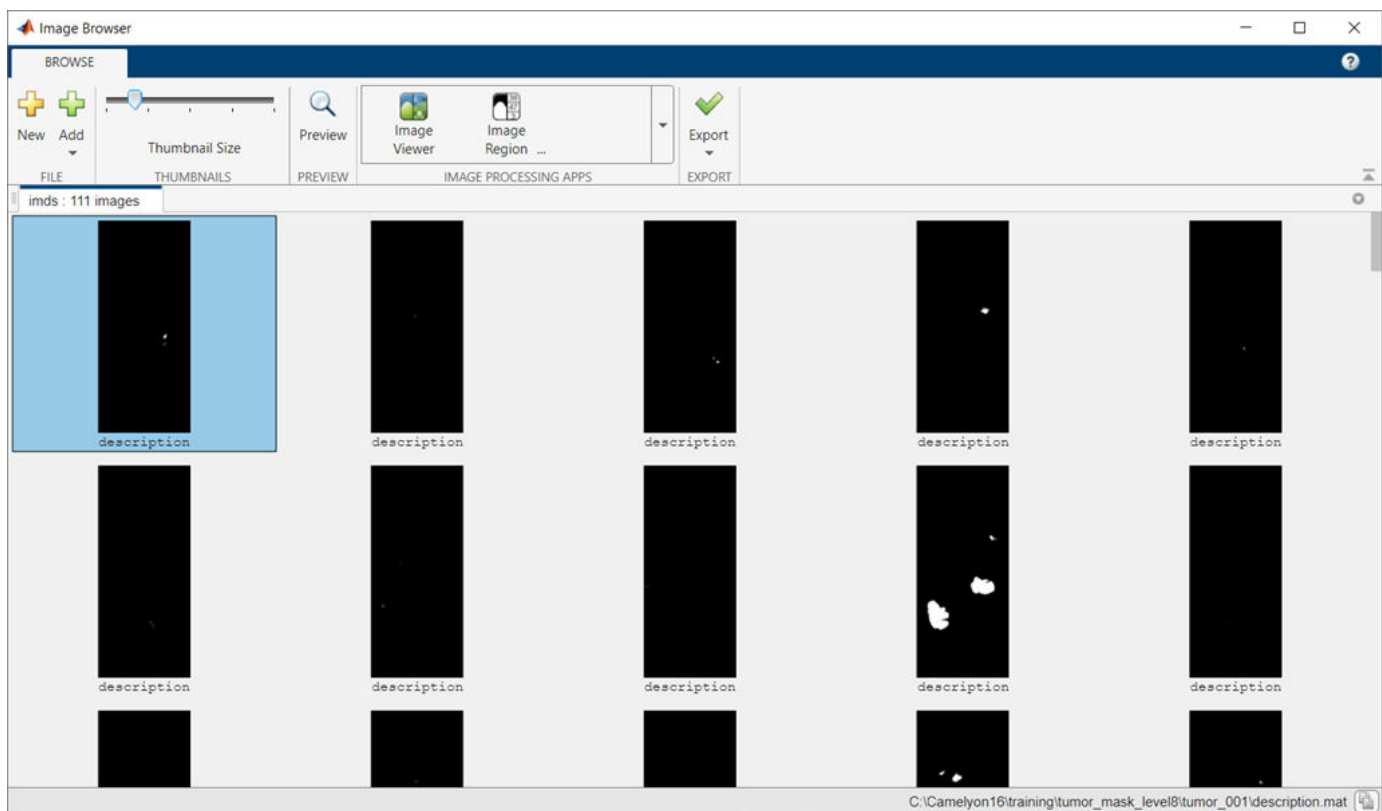 Image Browser
BROWSE
New Add
Thumbnail Size
Preview
Image Viewer
Image Region ...
Export
FILE THUMBNAILS PREVIEW IMAGE PROCESSING APPS EXPORT
imds : 111 images
description description description description description
description description description description description
C:\Camelyon16\training\tumor_mask_level8\tumor_001\description.mat